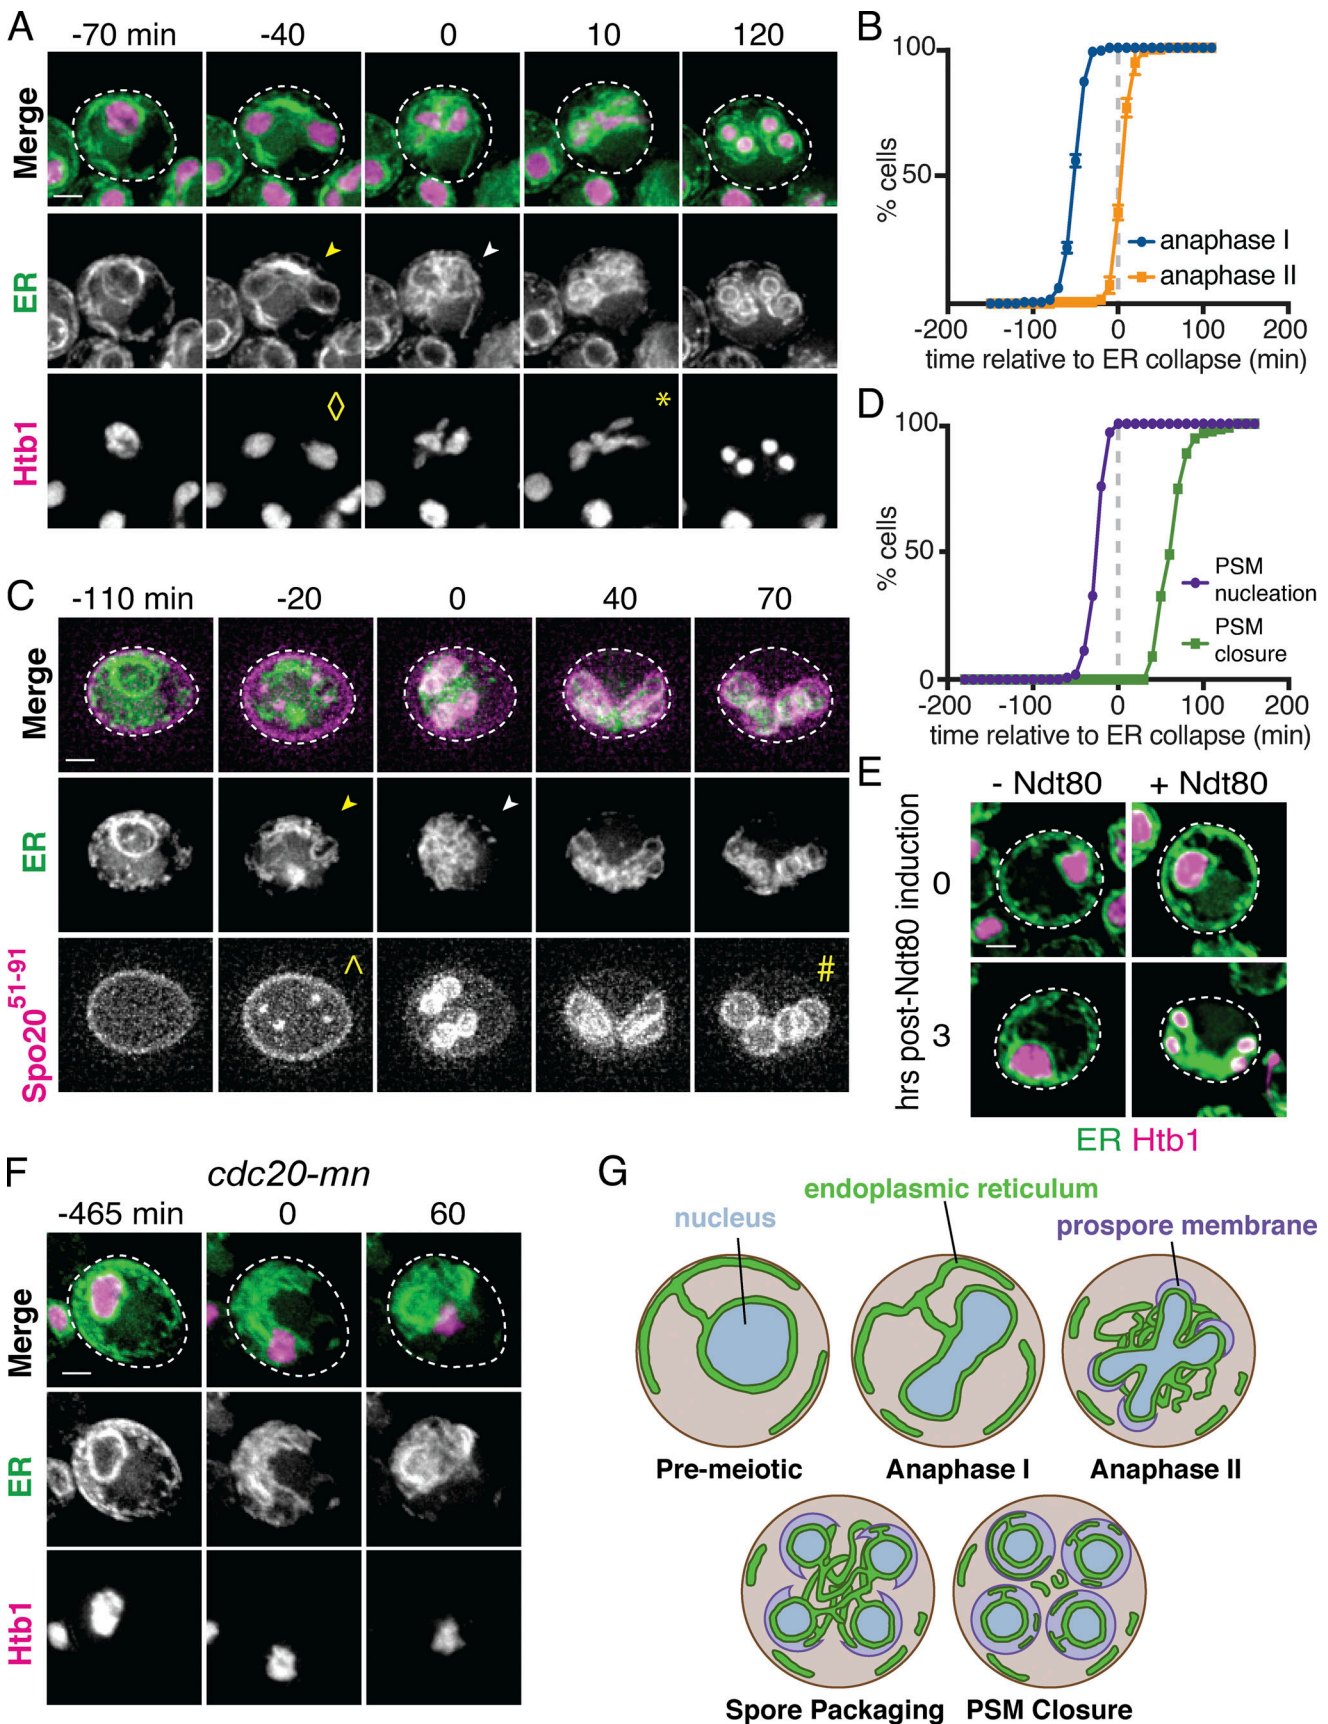 A
-70 min -40 0 10 120
Merge
ER
Htb1
◊
*
B
100
50
0
% cells
anaphase I
anaphase II
-200 -100 0 100 200
time relative to ER collapse (min)
C
-110 min -20 0 40 70
Merge
ER
Spo20⁵¹⁻⁹¹
^
#
D
100
50
0
% cells
PSM
nucleation
PSM
closure
-200 -100 0 100 200
time relative to ER collapse (min)
E
- Ndt80 + Ndt80
hrs post-Ndt80 induction
0
3
ER Htb1
F
cdc20-mn
-465 min 0 60
Merge
ER
Htb1
G
endoplasmic reticulum
nucleus
prospore membrane
Pre-meiotic Anaphase I Anaphase II
Spore Packaging PSM Closure